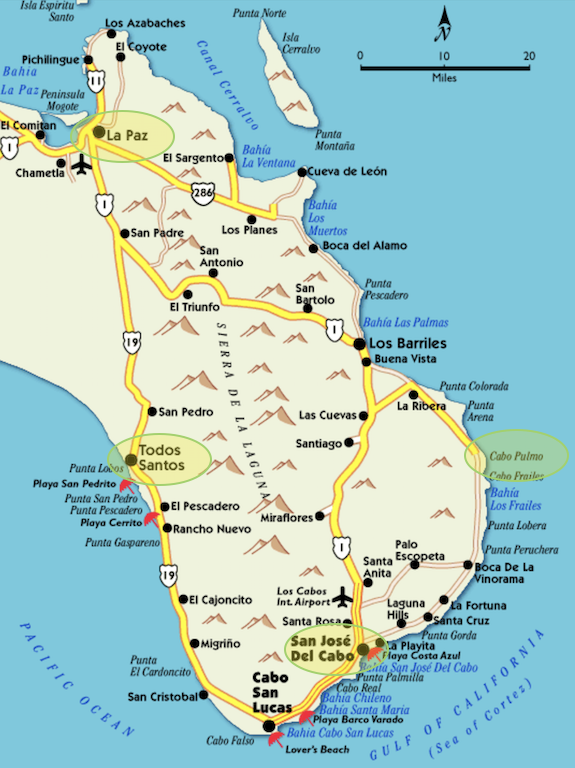 Isla Espiritu
Santo
Los Azabaches
Punta Norte
Isla
Cerralvo
N
0
10
20
Miles
El Coyote
Pichilingue
Canal Cerralvo
Bahia
La Paz
11
Peninsula
Mogote
El Comitan
La Paz
Punta
Montaña
1
El Sargento
Bahía
La Ventana
Chametla
Cueva de León
286
1
Bahía
Los
Muertos
San Padre
Los Planes
Boca del Alamo
San
Antonio
Punta
Pescadero
San
Bartolo
El Triunfo
Bahía Las Palmas
1
19
Los Barriles
Buena Vista
SIERRA DE LA LAGUNA
Punta Colorada
La Ribera
Punta
Arena
San Pedro
Las Cuevas
Santiago
Todos
Santos
Cabo Pulmo
Cabo Frailes
Punta Lobos
Playa San Pedrito
Bahía
Los Frailes
Punta San Pedro
Punta Pescadero
El Pescadero
Playa Cerrito
Rancho Nuevo
Miraflores
Punta Lobera
Punta Gaspareno
1
Palo
Escopeta
Punta Peruchera
19
Santa
Anita
Boca De La
Vinorama
El Cajoncito
Los Cabos
Int. Airport
Laguna
Hills
La Fortuna
Santa Rosa
Santa Cruz
Punta Gorda
Migriño
San José
Del Cabo
La Playita
Playa Costa Azul
Bahía San José Del Cabo
Punta
El Cardoncito
Punta Palmilla
Cabo Real
Cabo
San
Lucas
San Cristobal
Bahía Chileno
Bahía Santa María
Playa Barco Varado
Cabo Falso
Bahía Cabo San Lucas
Lover's Beach
PACIFIC OCEAN
GULF OF CALIFORNIA
(Sea of Cortez)